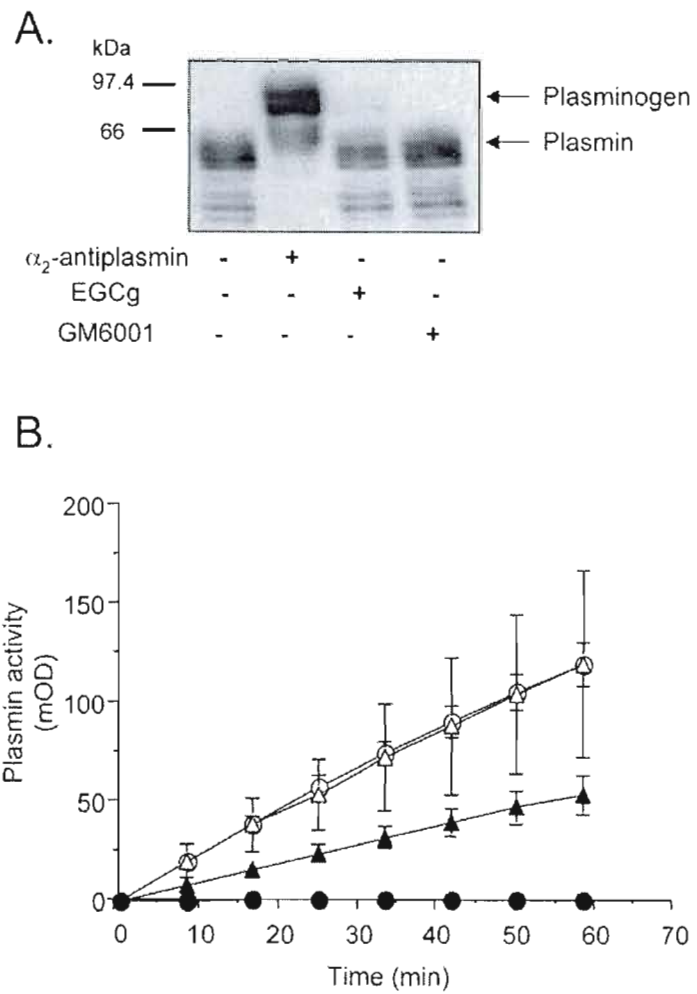 A.
kDa
97.4
66
Plasminogen
Plasmin
α2-antiplasmin - + - -
EGCg - - + -
GM6001 - - - +
B.
200
150
100
50
0
Plasmin activity
(mOD)
0 10 20 30 40 50 60 70
Time (min)